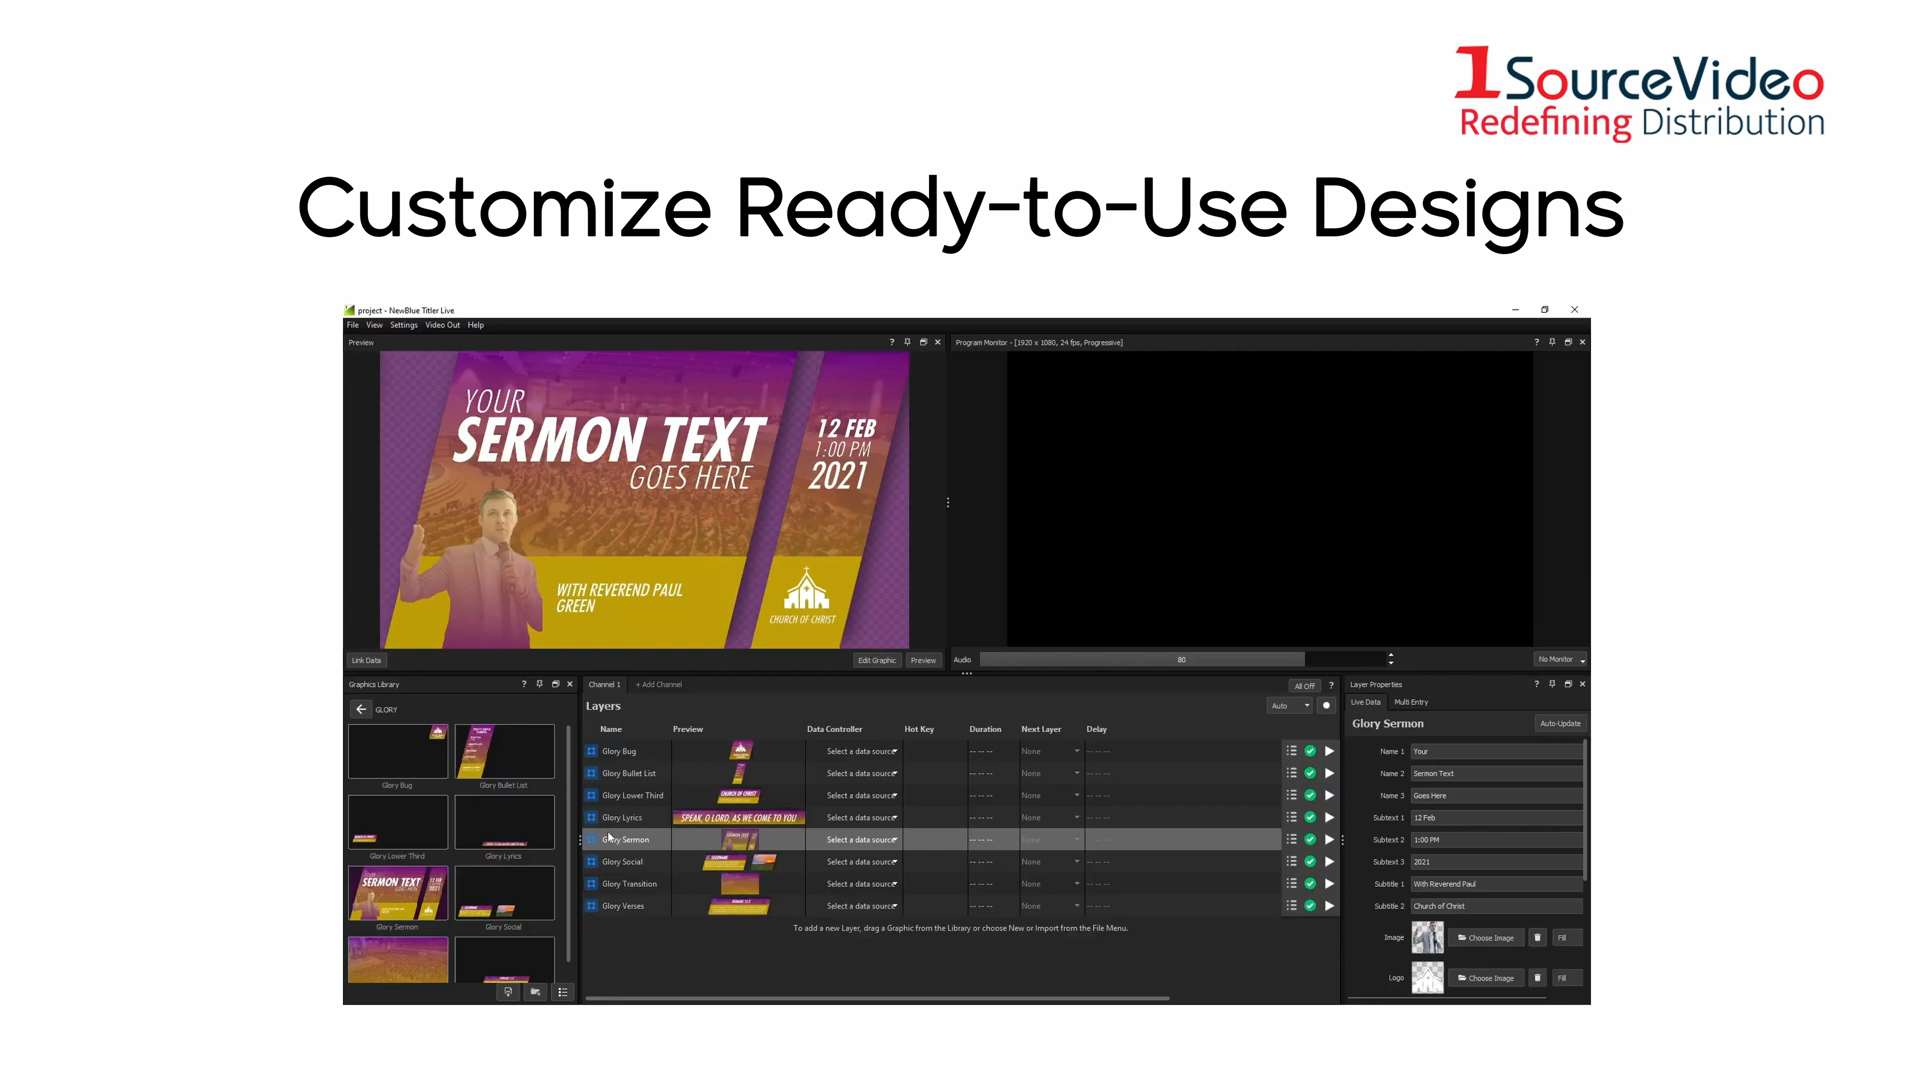 1SourceVideo
Redefining Distribution
Customize Ready-to-Use Designs
project - NewBlue Titler Live
File View Settings Video Out Help
Preview
YOUR
SERMON TEXT
GOES HERE
12 FEB
1:00 PM
2021
WITH REVEREND PAUL
GREEN
CHURCH OF CHRIST
Link Data
Edit Graphic
Preview
Program Monitor - [1920 x 1080, 24 fps, Progressive]
Audio
80
No Monitor
Graphics Library
GLORY
Glory Bug
Glory Bullet List
Glory Lower Third
Glory Lyrics
SERMON TEXT
Glory Sermon
Glory Social
Channel 1
+ Add Channel
All Off
Layers
Auto
Name Preview Data Controller Hot Key Duration Next Layer Delay
Glory Bug Select a data source -- -- -- None -- -- --
Glory Bullet List Select a data source -- -- -- None -- -- --
Glory Lower Third CHURCH OF CHRIST Select a data source -- -- -- None -- -- --
Glory Lyrics SPEAK, O LORD, AS WE COME TO YOU Select a data source -- -- -- None -- -- --
Glory Sermon SERMON TEXT Select a data source -- -- -- None -- -- --
Glory Social Select a data source -- -- -- None -- -- --
Glory Transition Select a data source -- -- -- None -- -- --
Glory Verses Select a data source -- -- -- None -- -- --
To add a new Layer, drag a Graphic from the Library or choose New or Import from the File Menu.
Layer Properties
Live Data Multi Entry
Glory Sermon
Auto-Update
Name 1 Your
Name 2 Sermon Text
Name 3 Goes Here
Subtext 1 12 Feb
Subtext 2 1:00 PM
Subtext 3 2021
Subtitle 1 With Reverend Paul
Subtitle 2 Church of Christ
Image Choose Image Fill
Logo Choose Image Fill